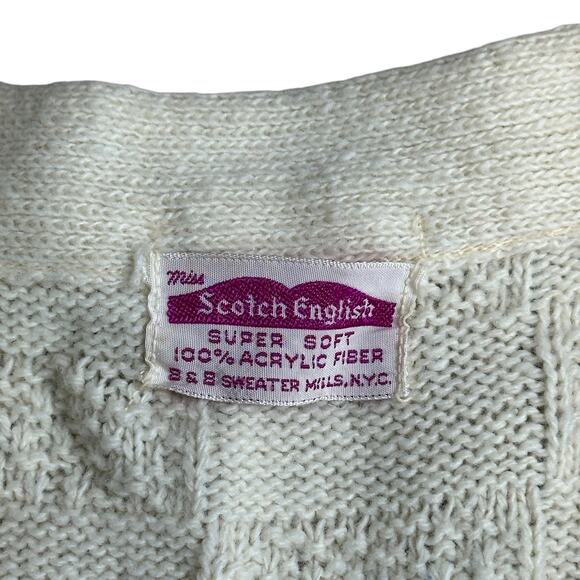 Miss
Scotch English
SUPER SOFT
100% ACRYLIC FIBER
B & B SWEATER MILLS, N.Y.C.